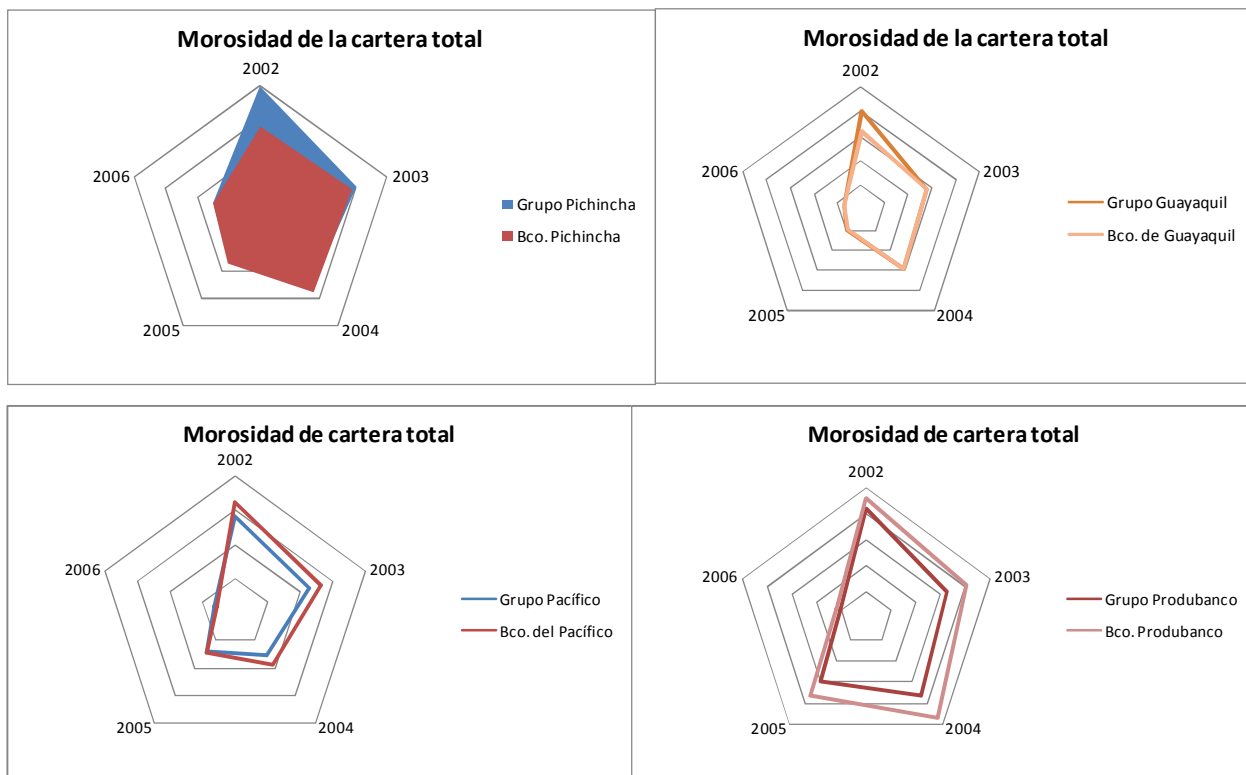 Morosidad de la cartera total
2002
2003
2004
2005
2006
Grupo Pichincha
Bco. Pichincha
Morosidad de la cartera total
2002
2003
2004
2005
2006
Grupo Guayaquil
Bco. de Guayaquil
Morosidad de cartera total
2002
2003
2004
2005
2006
Grupo Pacífico
Bco. del Pacífico
Morosidad de cartera total
2002
2003
2004
2005
2006
Grupo Produbanco
Bco. Produbanco